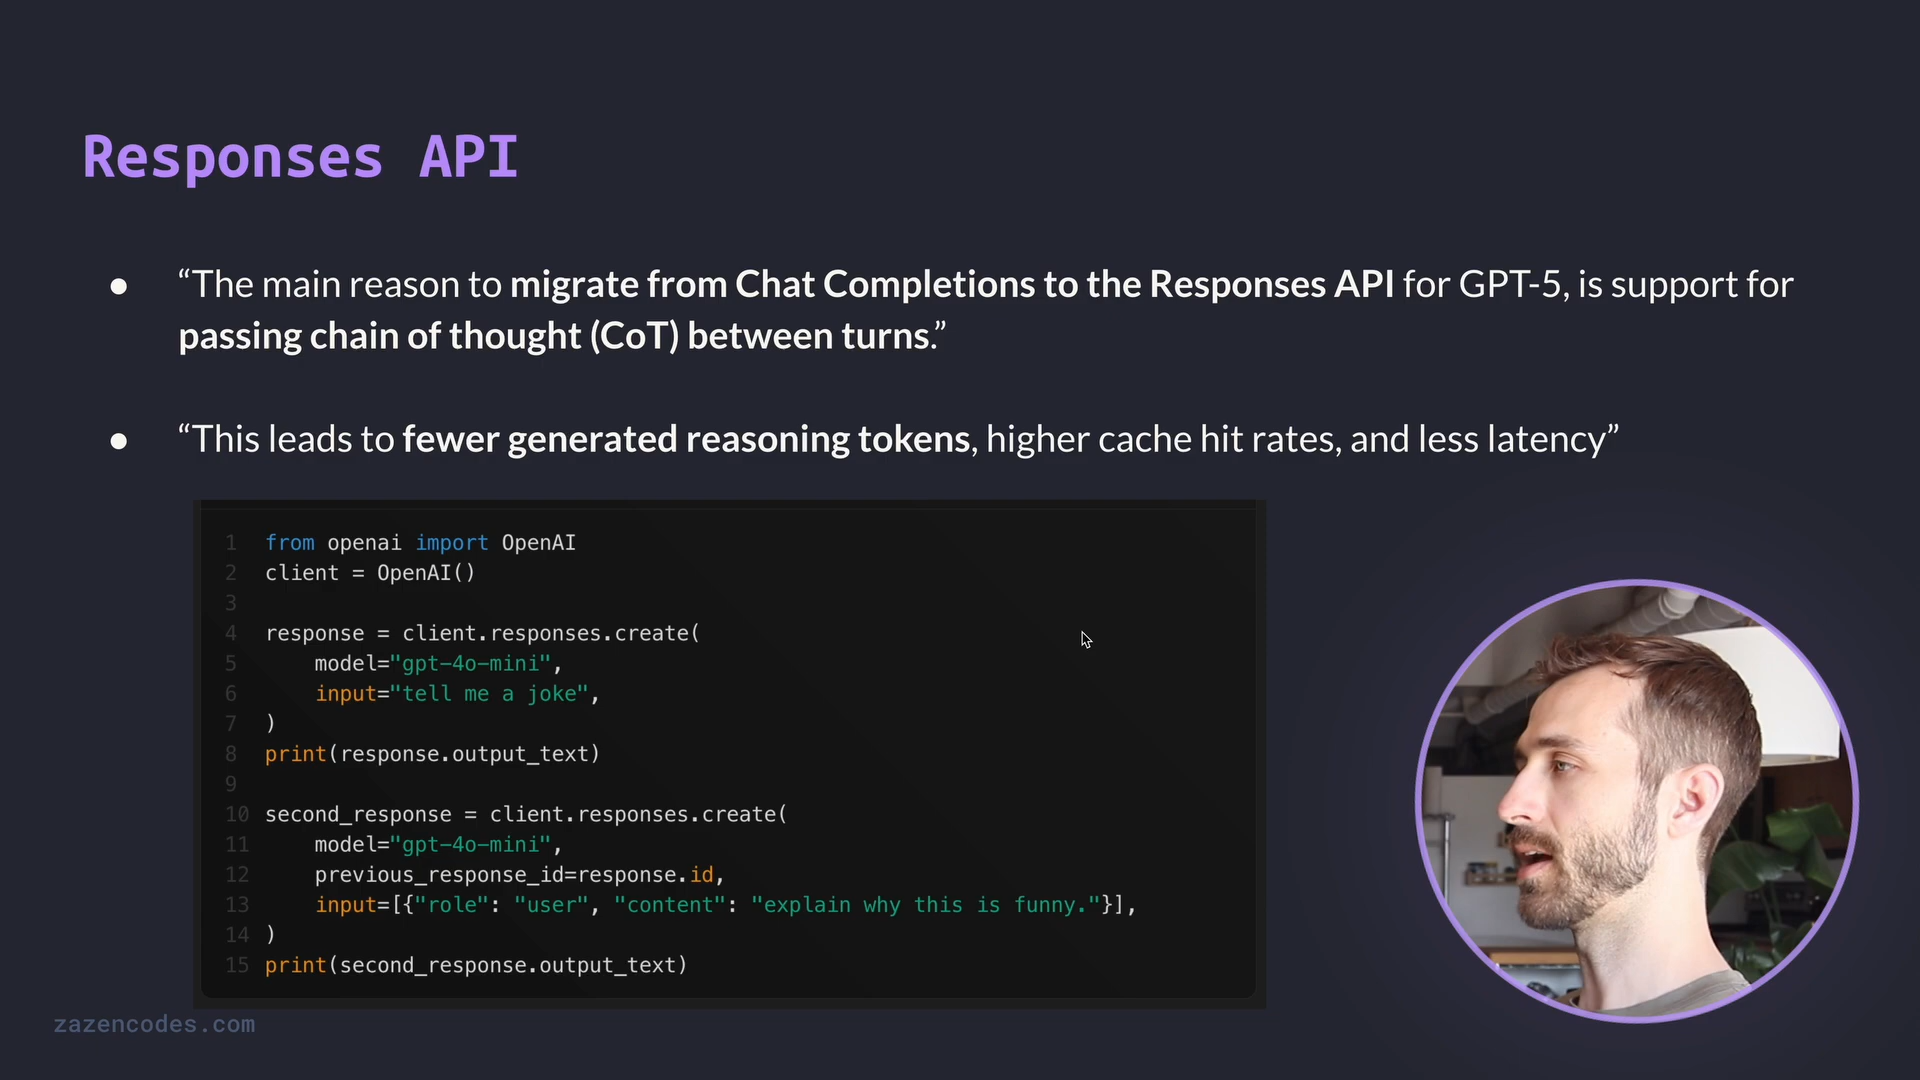 Responses API
● “The main reason to migrate from Chat Completions to the Responses API for GPT-5, is support for
passing chain of thought (CoT) between turns.”
● “This leads to fewer generated reasoning tokens, higher cache hit rates, and less latency”
1 from openai import OpenAI
2 client = OpenAI()
3
4 response = client.responses.create(
5     model="gpt-4o-mini",
6     input="tell me a joke",
7 )
8 print(response.output_text)
9
10 second_response = client.responses.create(
11     model="gpt-4o-mini",
12     previous_response_id=response.id,
13     input=[{"role": "user", "content": "explain why this is funny."}],
14 )
15 print(second_response.output_text)
zazencodes.com